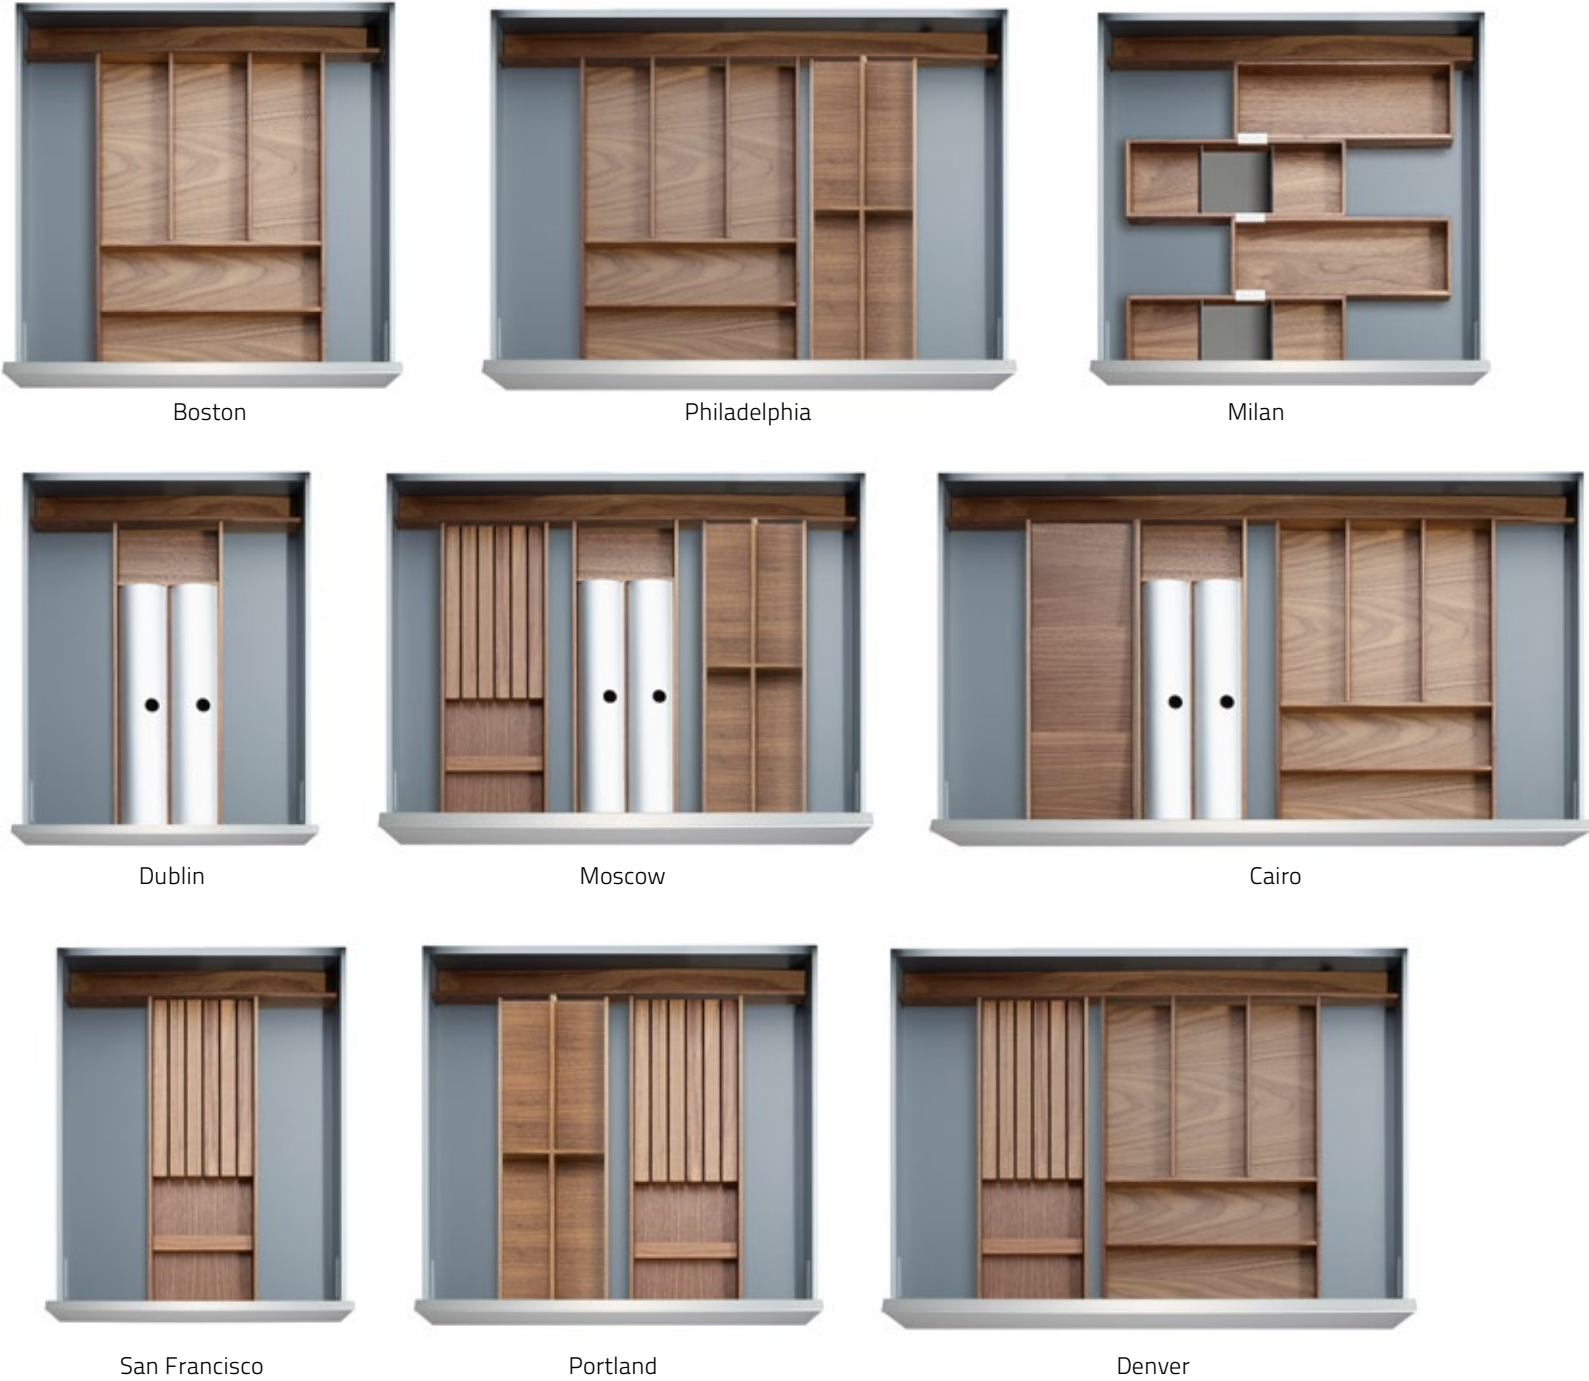 Boston
Philadelphia
Milan
Dublin
Moscow
Cairo
San Francisco
Portland
Denver